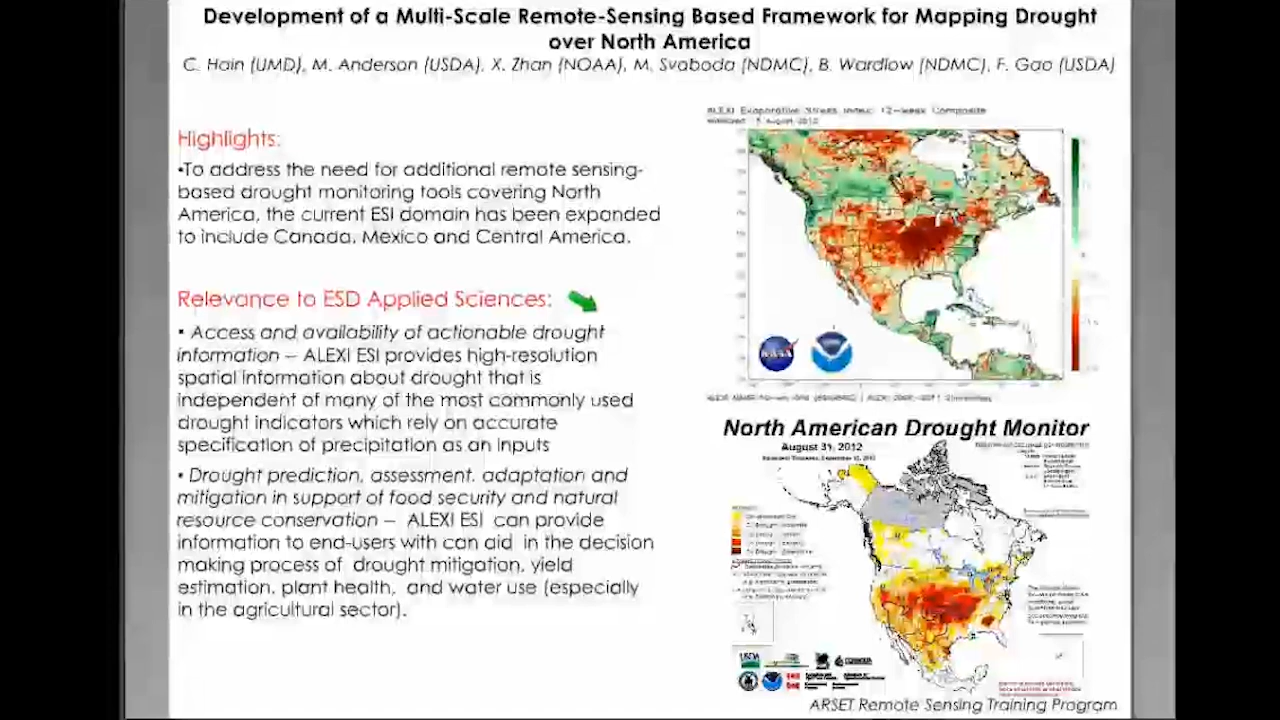 Development of a Multi-Scale Remote-Sensing Based Framework for Mapping Drought
over North America
C. Hain (UMD), M. Anderson (USDA), X. Zhan (NOAA), M. Svoboda (NDMC), B. Wardlow (NDMC), F. Gao (USDA)
Highlights:
•To address the need for additional remote sensing-
based drought monitoring tools covering North
America, the current ESI domain has been expanded
to include Canada, Mexico and Central America.
Relevance to ESD Applied Sciences:
• Access and availability of actionable drought
information – ALEXI ESI provides high-resolution
spatial information about drought that is
independent of many of the most commonly used
drought indicators which rely on accurate
specification of precipitation as an inputs
• Drought prediction, assessment, adaptation and
mitigation in support of food security and natural
resource conservation – ALEXI ESI can provide
information to end-users with can aid in the decision
making process of drought mitigation, yield
estimation, plant health, and water use (especially
in the agricultural sector).
ALEXI Evaporative Stress Index: 12-week Composite
August 2012
NASA
North American Drought Monitor
August 31, 2012
USDA
ARSET Remote Sensing Training Program